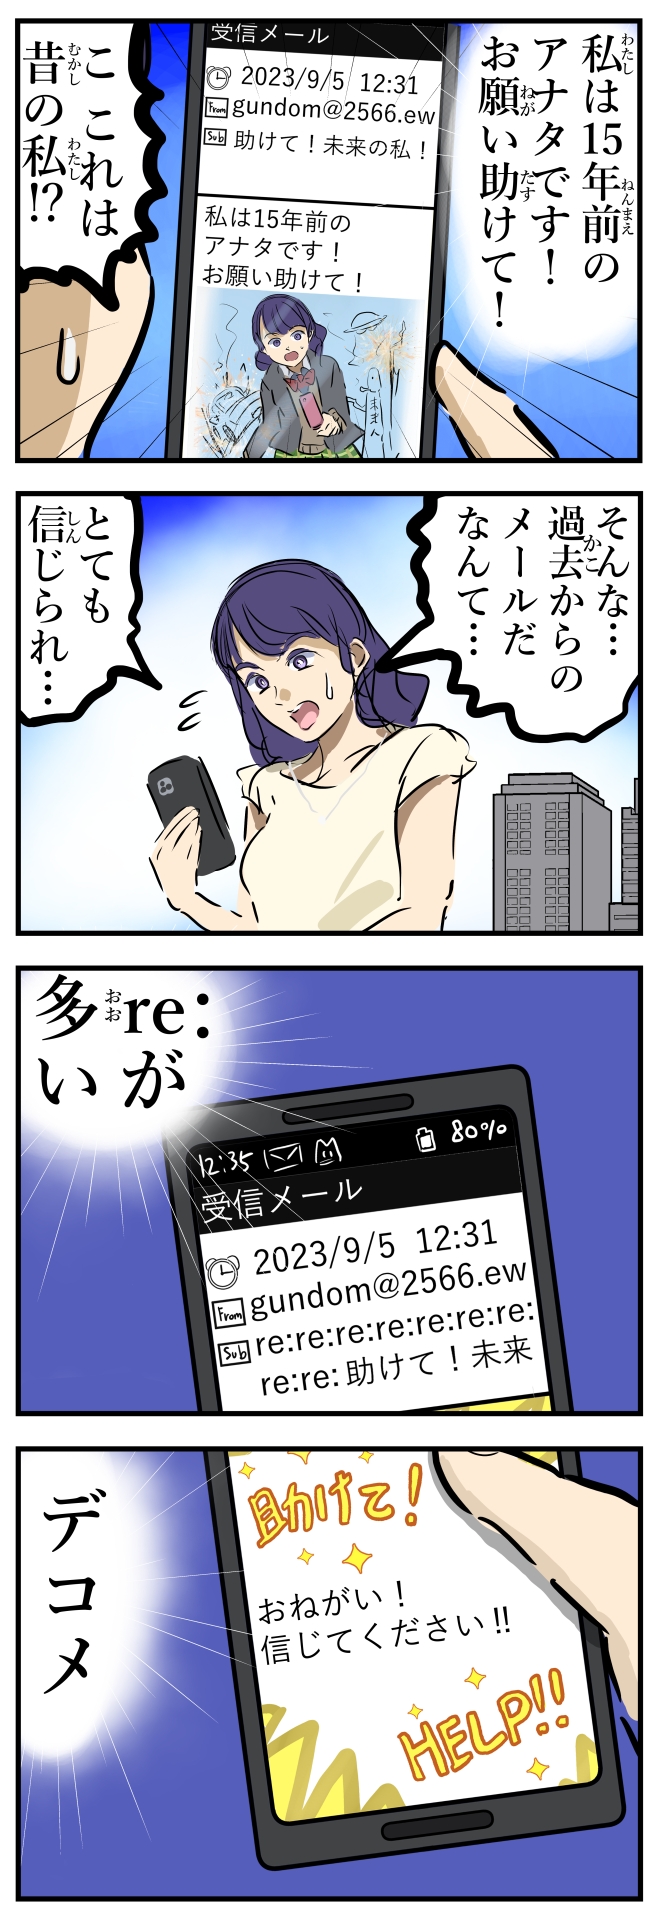 私は15年前の
アナタです！
お願い助けて！
受信メール
2023/9/5 12:31
From gundom@2566.ew
Sub 助けて！未来の私！
私は15年前の
アナタです！
お願い助けて！
ここれは
昔の私!?
そんな…
過去からの
メールだ
なんて…
とても
信じられ…
re:が
多い
12:35 80%
受信メール
2023/9/5 12:31
From gundom@2566.ew
Sub re:re:re:re:re:re:re:
re:re:助けて！未来
デコメ
助けて！
おねがい！
信じてください!!
HELP!!